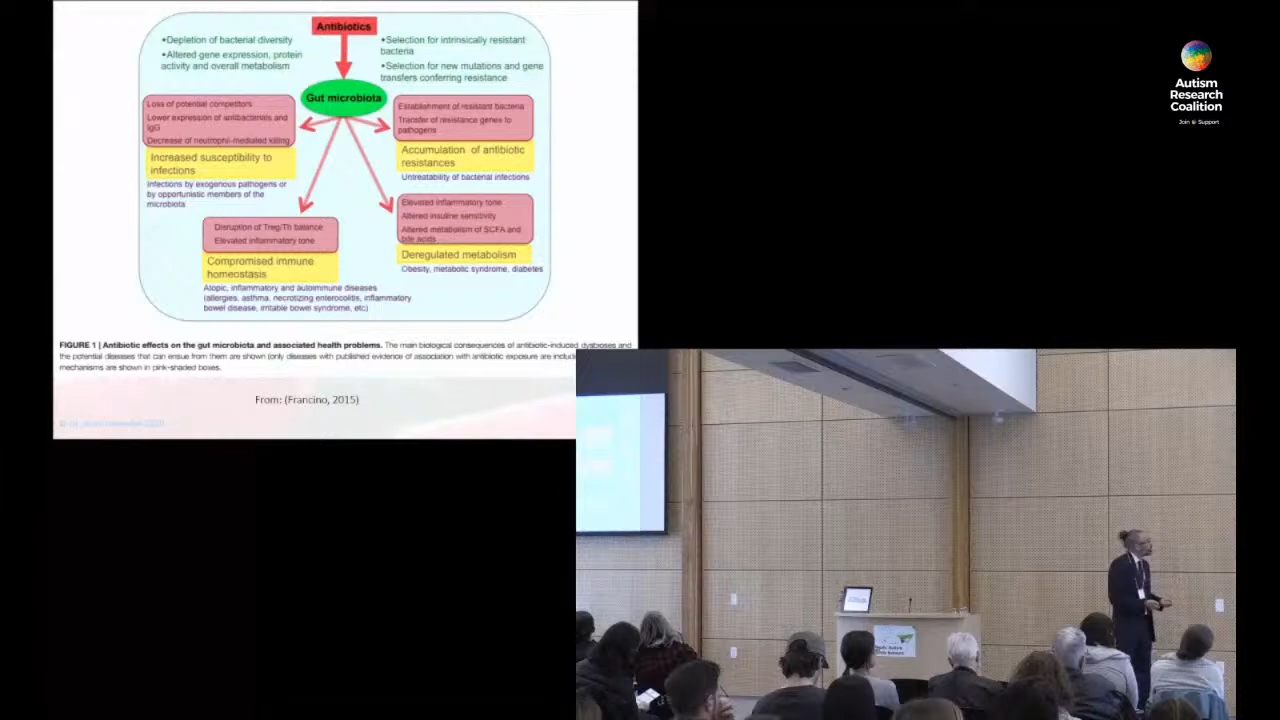 Antibiotics
•Depletion of bacterial diversity
•Altered gene expression, protein
activity and overall metabolism
•Selection for intrinsically resistant
bacteria
•Selection for new mutations and gene
transfers conferring resistance
Gut microbiota
Loss of potential competitors
Lower expression of antibacterials and
IgG
Decrease of neutrophil-mediated killing
Increased susceptibility to
infections
Infections by exogenous pathogens or
by opportunistic members of the
microbiota
Establishment of resistant bacteria
Transfer of resistance genes to
pathogens
Accumulation of antibiotic
resistances
Untreatability of bacterial infections
Disruption of Treg/Th balance
Elevated inflammatory tone
Compromised immune
homeostasis
Atopic, inflammatory and autoimmune diseases
(allergies, asthma, necrotizing enterocolitis, inflammatory
bowel disease, irritable bowel syndrome, etc)
Elevated inflammatory tone
Altered insuline sensitivity
Altered metabolism of SCFA and
bile acids
Deregulated metabolism
Obesity, metabolic syndrome, diabetes
FIGURE 1 | Antibiotic effects on the gut microbiota and associated health problems. The main biological consequences of antibiotic-induced dysbioses and
the potential diseases that can ensue from them are shown (only diseases with published evidence of association with antibiotic exposure are
mechanisms are shown in pink-shaded boxes.
From: (Francino, 2015)
Autism
Research
Coalition
Join & Support